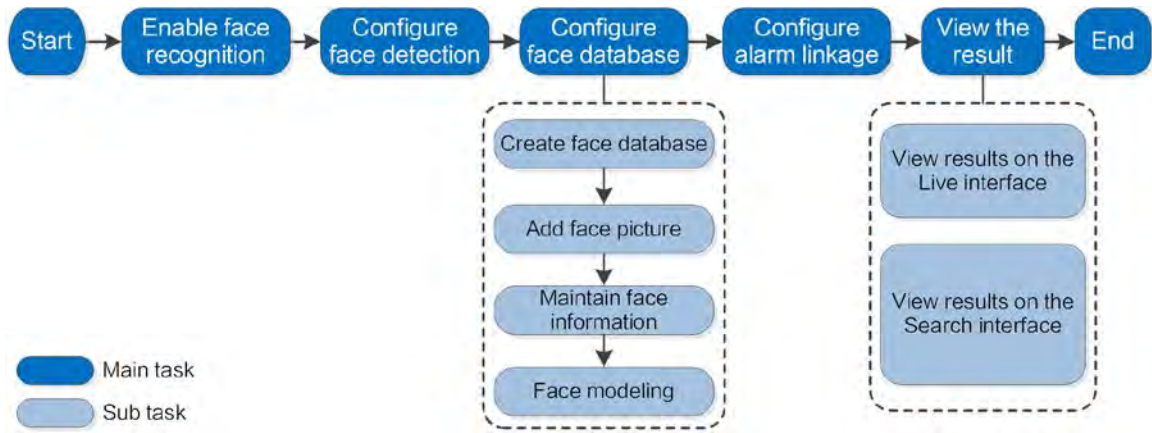 Start
Enable face
recognition
Configure
face detection
Configure
face database
Configure
alarm linkage
View the
result
End
Create face database
Add face picture
Maintain face
information
Face modeling
View results on the
Live interface
View results on the
Search interface
Main task
Sub task